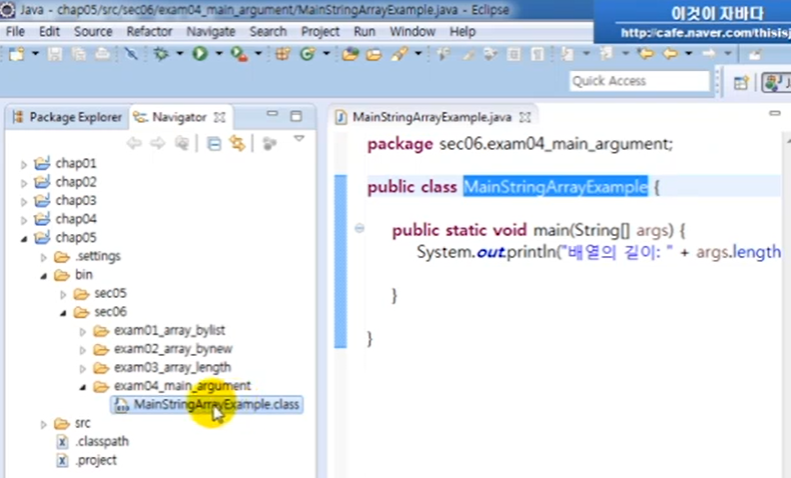 Java - chap05/src/sec06/exam04_main_argument/MainStringArrayExample.java - Eclipse
이것이 자바다
http://cafe.naver.com/thisisj
File Edit Source Refactor Navigate Search Project Run Window Help
Quick Access
Package Explorer Navigator
chap01
chap02
chap03
chap04
chap05
.settings
bin
sec05
sec06
exam01_array_bylist
exam02_array_bynew
exam03_array_length
exam04_main_argument
MainStringArrayExample.class
src
.classpath
.project
MainStringArrayExample.java
package sec06.exam04_main_argument;
public class MainStringArrayExample {
public static void main(String[] args) {
System.out.println("배열의 길이: " + args.length
}
}